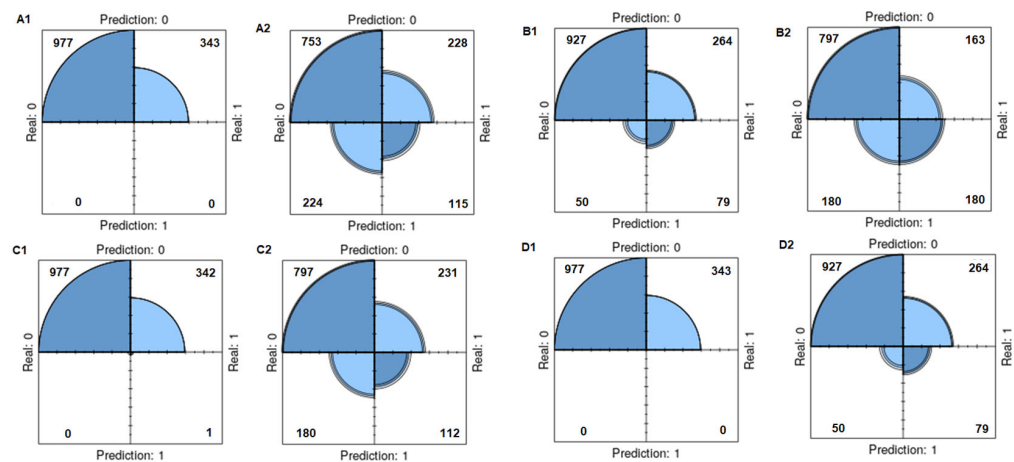 A1
Prediction: 0
977
343
Real: 0
Real: 1
0
0
Prediction: 1
A2
Prediction: 0
753
228
Real: 0
Real: 1
224
115
Prediction: 1
B1
Prediction: 0
927
264
Real: 0
Real: 1
50
79
Prediction: 1
B2
Prediction: 0
797
163
Real: 0
Real: 1
180
180
Prediction: 1
C1
Prediction: 0
977
342
Real: 0
Real: 1
0
1
Prediction: 1
C2
Prediction: 0
797
231
Real: 0
Real: 1
180
112
Prediction: 1
D1
Prediction: 0
977
343
Real: 0
Real: 1
0
0
Prediction: 1
D2
Prediction: 0
927
264
Real: 0
Real: 1
50
79
Prediction: 1